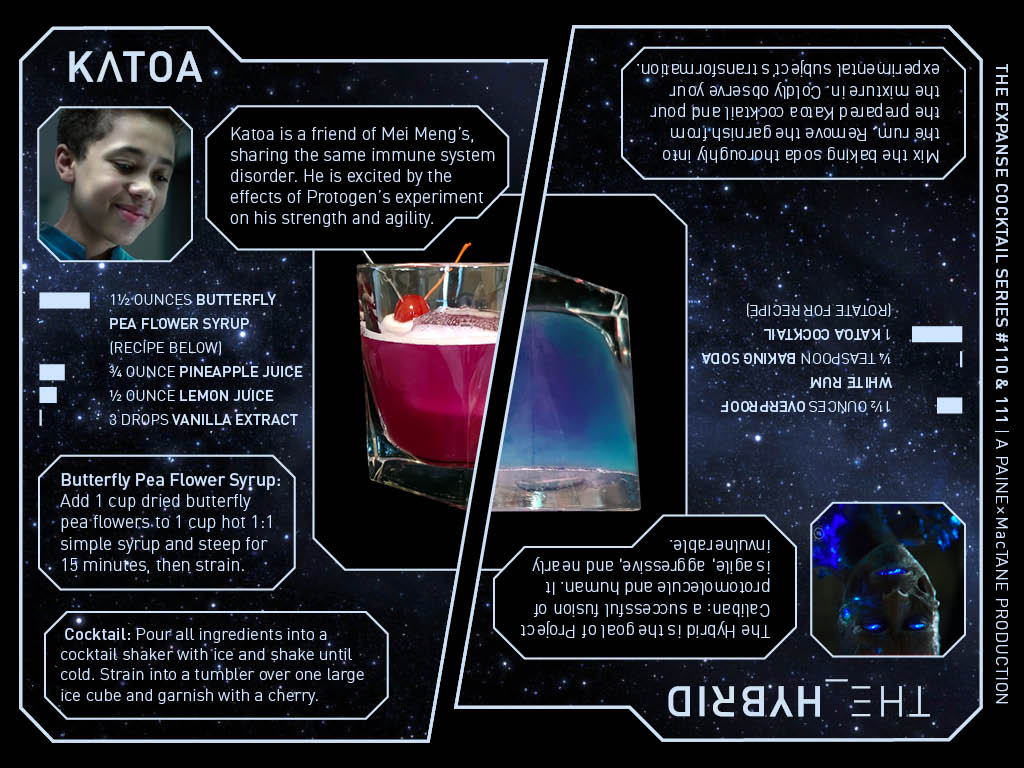 KATOA
Katoa is a friend of Mei Meng's,
sharing the same immune system
disorder. He is excited by the
effects of Protogen's experiment
on his strength and agility.
1½ OUNCES BUTTERFLY
PEA FLOWER SYRUP
(RECIPE BELOW)
¾ OUNCE PINEAPPLE JUICE
½ OUNCE LEMON JUICE
3 DROPS VANILLA EXTRACT
Butterfly Pea Flower Syrup:
Add 1 cup dried butterfly
pea flowers to 1 cup hot 1:1
simple syrup and steep for
15 minutes, then strain.
Cocktail: Pour all ingredients into a
cocktail shaker with ice and shake until
cold. Strain into a tumbler over one large
ice cube and garnish with a cherry.
THE_HYBRID
The Hybrid is the goal of Project
Caliban: a successful fusion of
protomolecule and human. It
is agile, aggressive, and nearly
invulnerable.
1½ OUNCES OVERPROOF
WHITE RUM
¼ TEASPOON BAKING SODA
1 KATOA COCKTAIL
(ROTATE FOR RECIPE)
Mix the baking soda thoroughly into
the rum. Remove the garnish from
the prepared Katoa cocktail and pour
the mixture in. Coldly observe your
experimental subject's transformation.
THE EXPANSE COCKTAIL SERIES #110 & 111 | A PAINE×MacTANE PRODUCTION